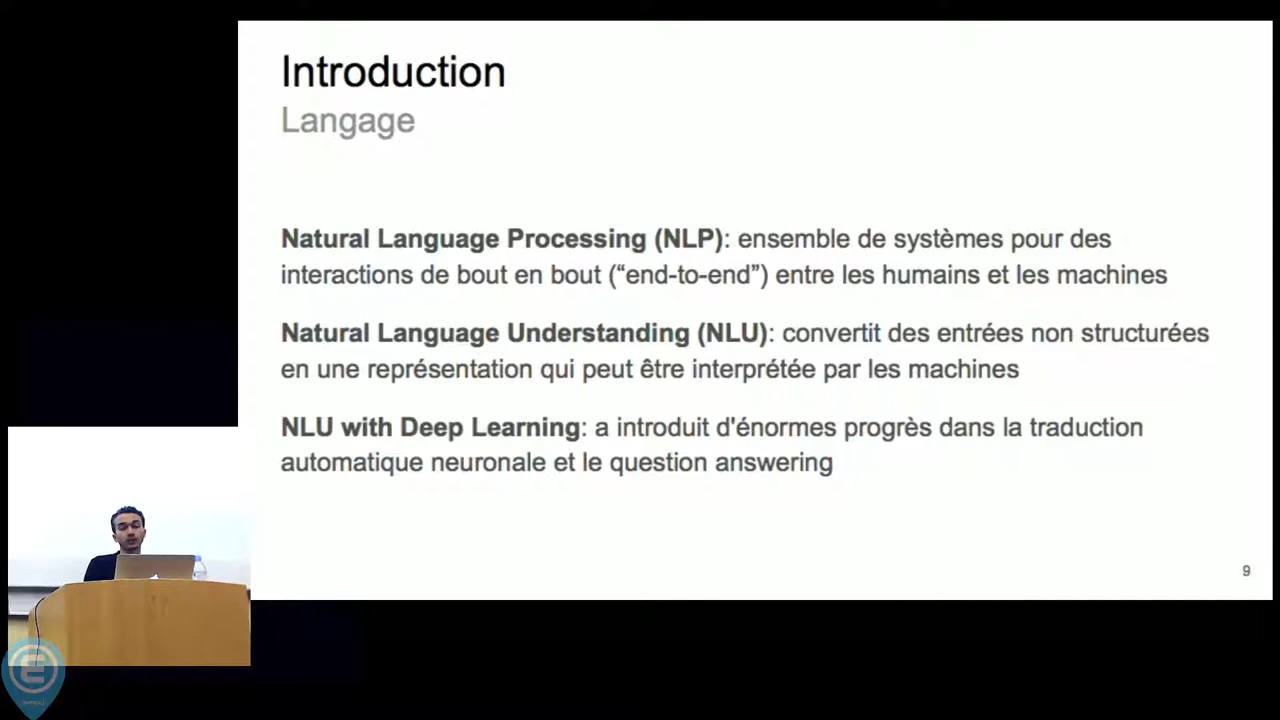 Introduction
Langage
Natural Language Processing (NLP): ensemble de systèmes pour des
interactions de bout en bout (“end-to-end”) entre les humains et les machines
Natural Language Understanding (NLU): convertit des entrées non structurées
en une représentation qui peut être interprétée par les machines
NLU with Deep Learning: a introduit d'énormes progrès dans la traduction
automatique neuronale et le question answering
9
E